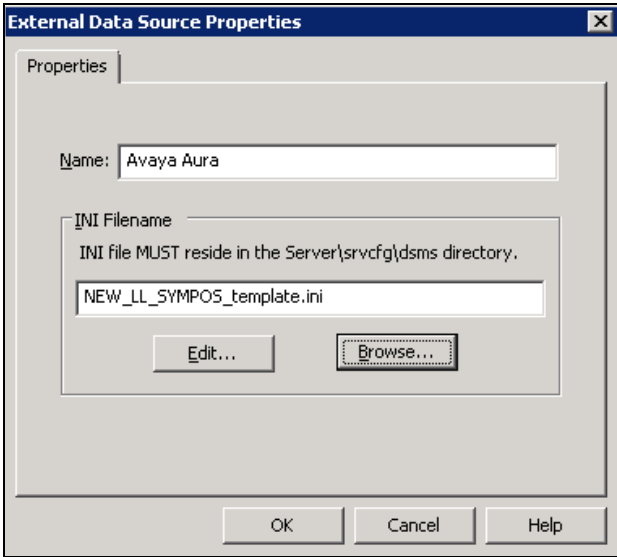 External Data Source Properties
Properties
Name: Avaya Aura
INI Filename
INI file MUST reside in the Server\srvcfg\dsms directory.
NEW_LL_SYMPOS_template.ini
Edit... Browse...
OK Cancel Help